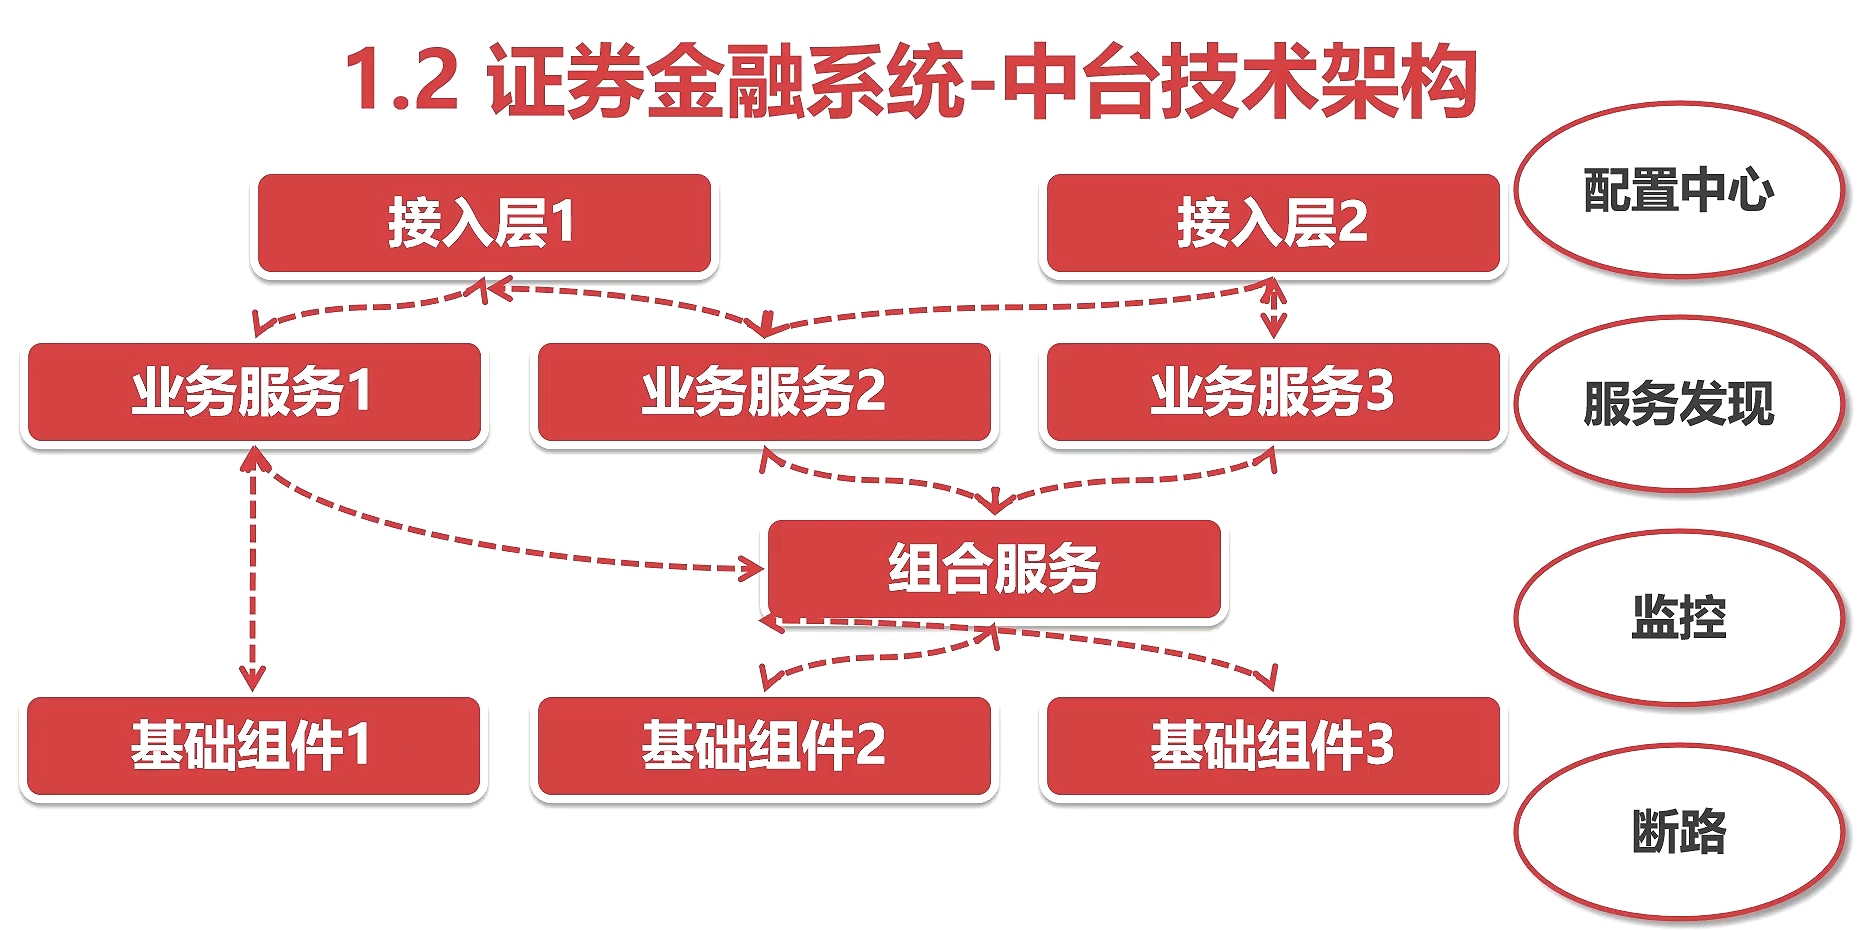 1.2 证券金融系统-中台技术架构
配置中心
接入层1
接入层2
业务服务1
业务服务2
业务服务3
服务发现
组合服务
监控
基础组件1
基础组件2
基础组件3
断路